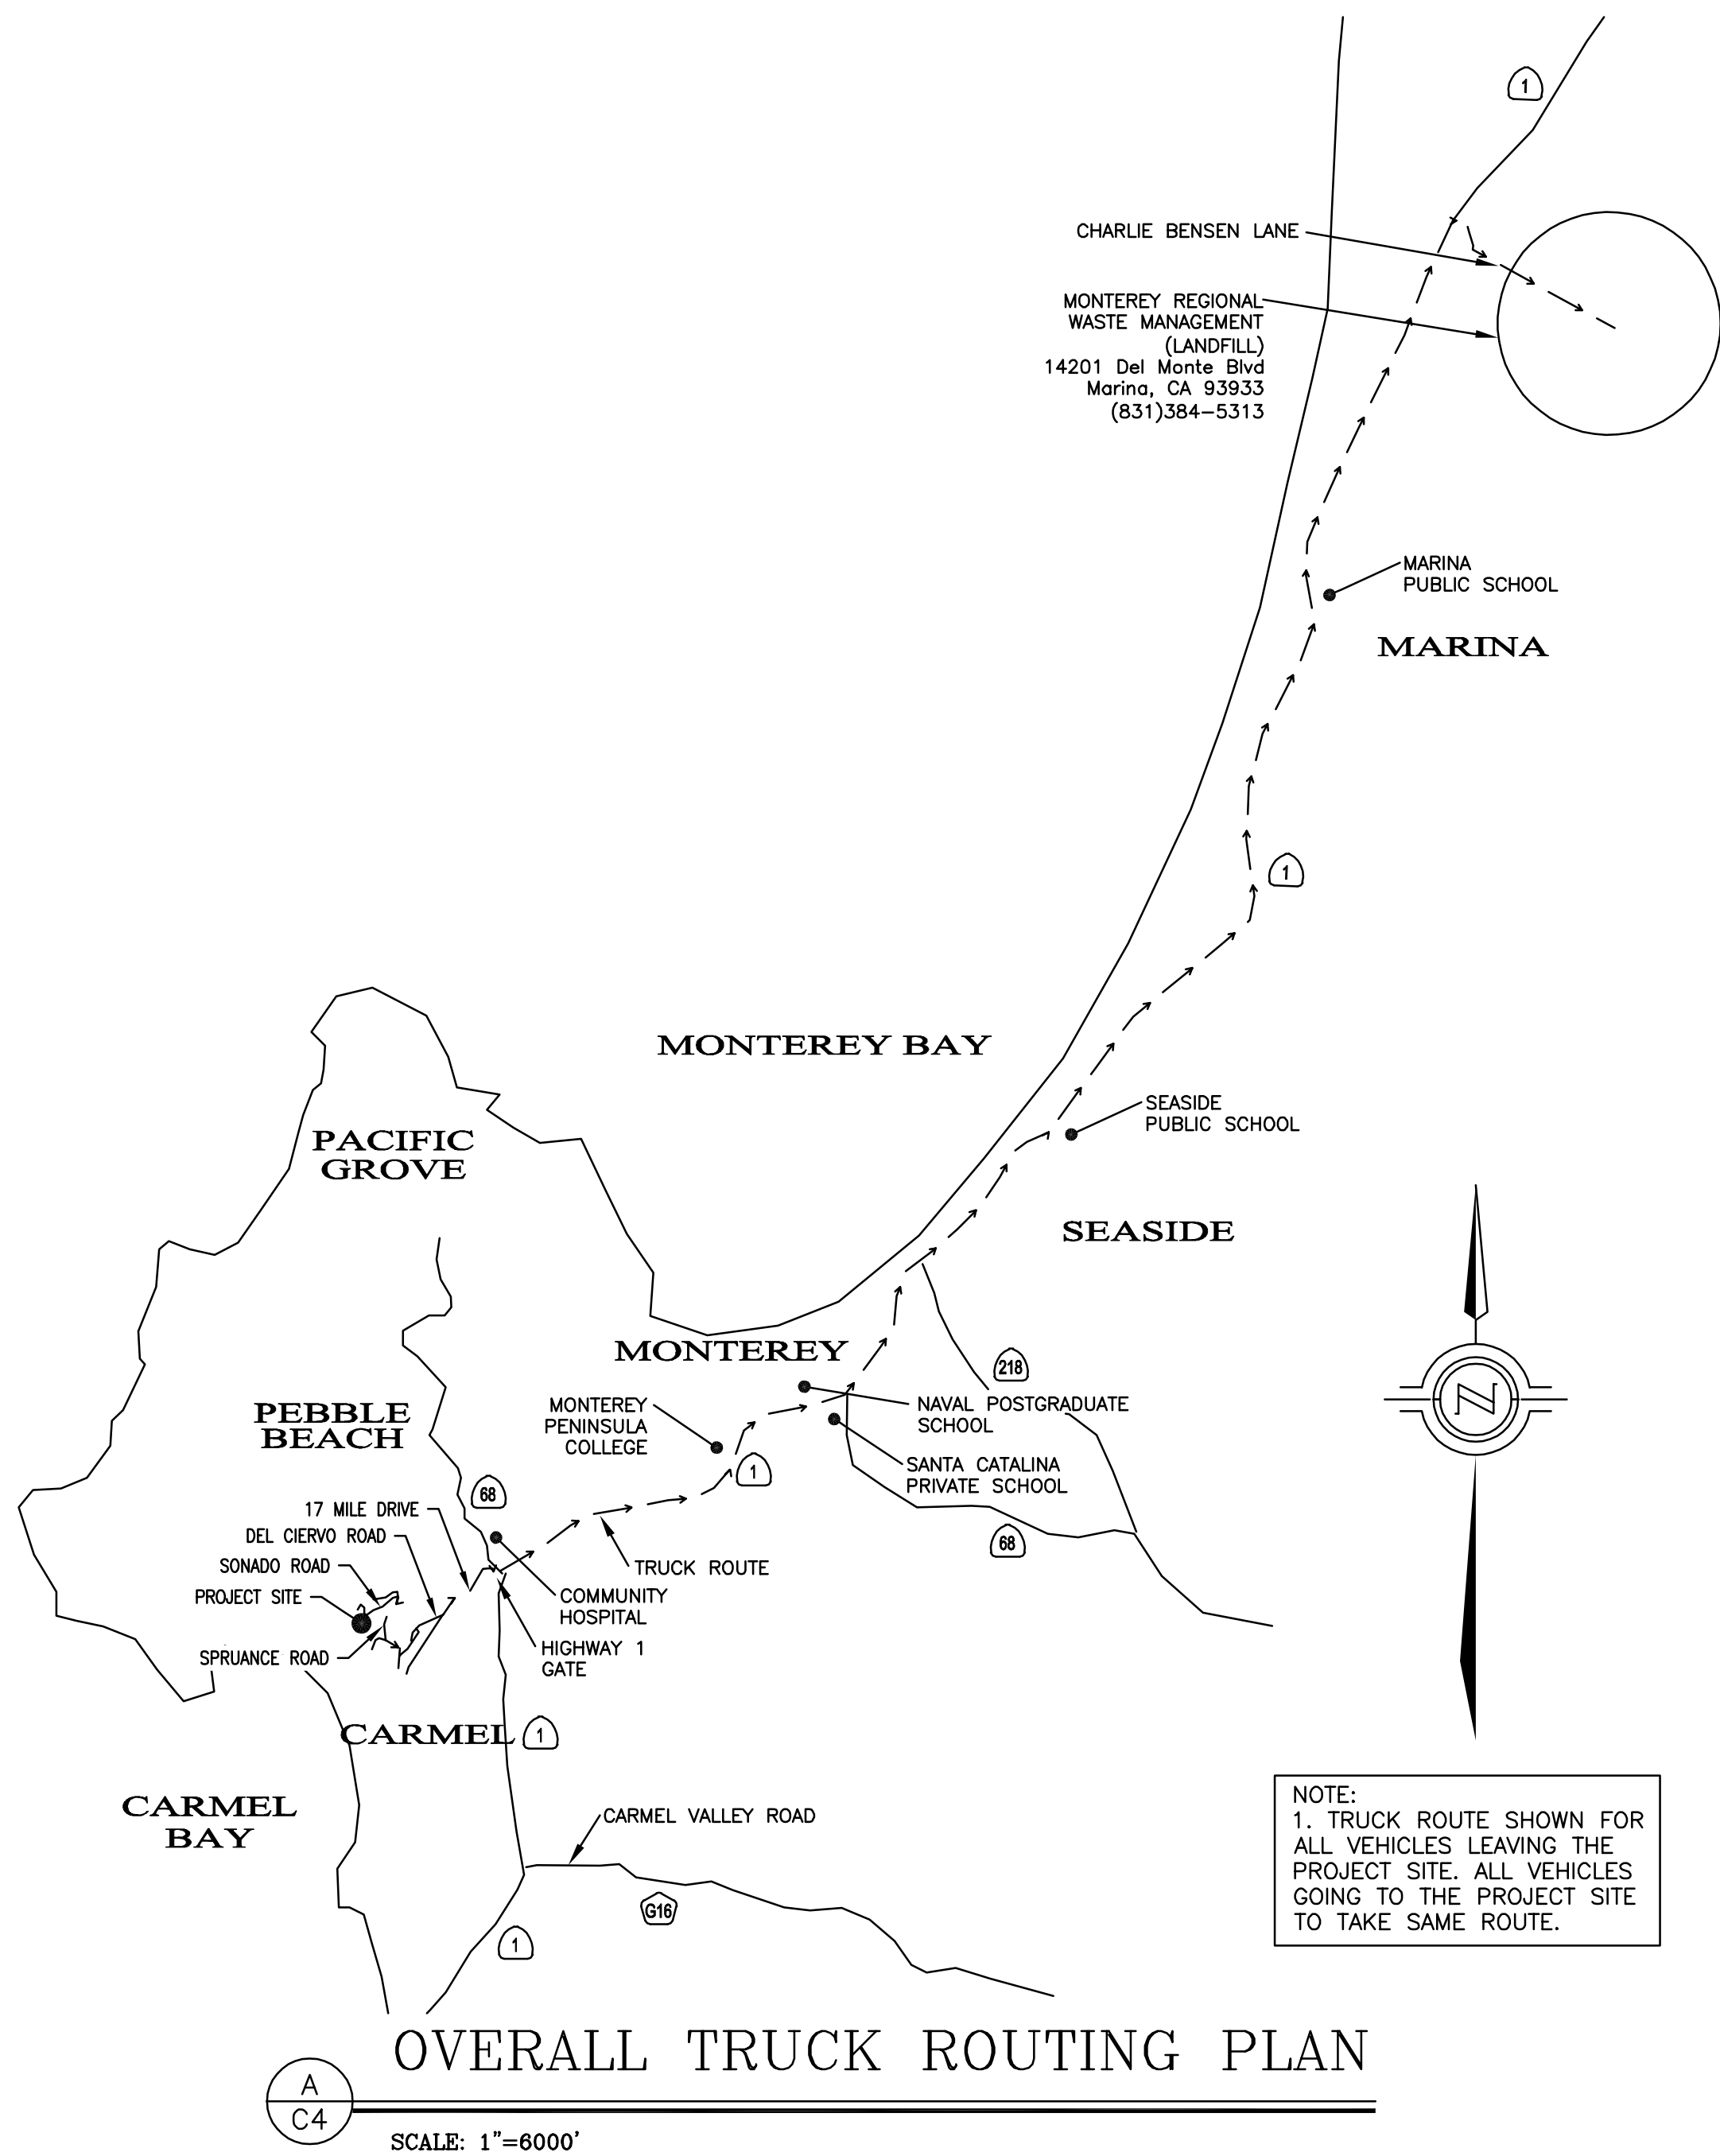 1
CHARLIE BENSEN LANE
MONTEREY REGIONAL
WASTE MANAGEMENT
(LANDFILL)
14201 Del Monte Blvd
Marina, CA 93933
(831)384-5313
MARINA
PUBLIC SCHOOL
MARINA
1
MONTEREY BAY
SEASIDE
PUBLIC SCHOOL
PACIFIC
GROVE
SEASIDE
MONTEREY
218
MONTEREY
PENINSULA
COLLEGE
NAVAL POSTGRADUATE
SCHOOL
PEBBLE
BEACH
SANTA CATALINA
PRIVATE SCHOOL
1
68
17 MILE DRIVE
DEL CIERVO ROAD
SONADO ROAD
PROJECT SITE
SPRUANCE ROAD
68
TRUCK ROUTE
COMMUNITY
HOSPITAL
HIGHWAY 1
GATE
N
CARMEL
1
CARMEL
BAY
CARMEL VALLEY ROAD
G16
1
NOTE:
1. TRUCK ROUTE SHOWN FOR
ALL VEHICLES LEAVING THE
PROJECT SITE. ALL VEHICLES
GOING TO THE PROJECT SITE
TO TAKE SAME ROUTE.
OVERALL TRUCK ROUTING PLAN
A
C4
SCALE: 1"=6000'